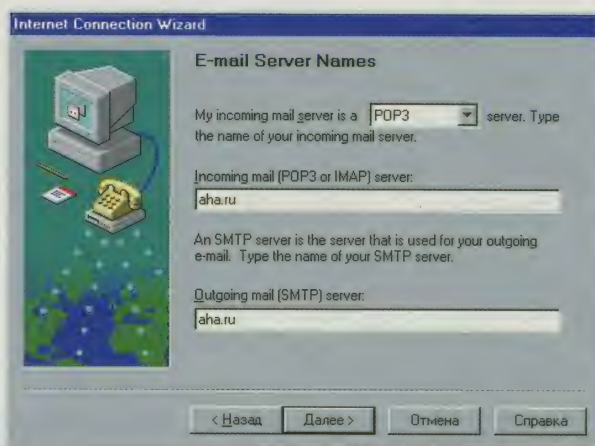 Internet Connection Wizard
E-mail Server Names
My incoming mail server is a POP3 server. Type
the name of your incoming mail server.
Incoming mail (POP3 or IMAP) server:
aha.ru
An SMTP server is the server that is used for your outgoing
e-mail. Type the name of your SMTP server.
Outgoing mail (SMTP) server:
aha.ru
< Назад Далее > Отмена Справка